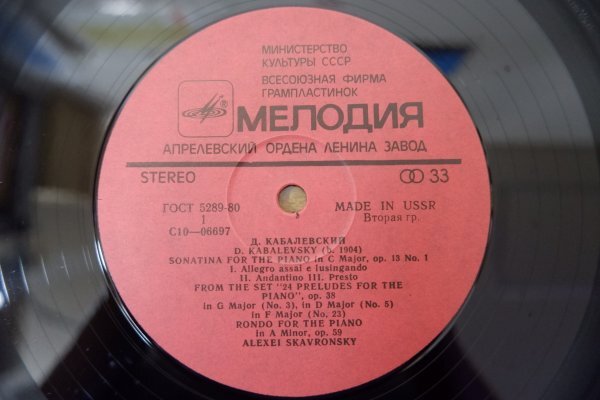 МИНИСТЕРСТВО
КУЛЬТУРЫ СССР
ВСЕСОЮЗНАЯ ФИРМА
ГРАМПЛАСТИНОК
® МЕЛОДИЯ
АПРЕЛЕВСКИЙ ОРДЕНА ЛЕНИНА ЗАВОД
STEREO 33
ГОСТ 5289-80 MADE IN USSR
1 Вторая гр.
С10—06697
Д. КАБАЛЕВСКИЙ
D. KABALEVSKY (b. 1904)
SONATINA FOR THE PIANO in C Major, op. 13 No. 1
I. Allegro assai e lusingando
II. Andantino III. Presto
FROM THE SET "24 PRELUDES FOR THE
PIANO", op. 38
in G Major (No. 3), in D Major (No. 5)
in F Major (No. 23)
RONDO FOR THE PIANO
in A Minor, op. 59
ALEXEI SKAVRONSKY